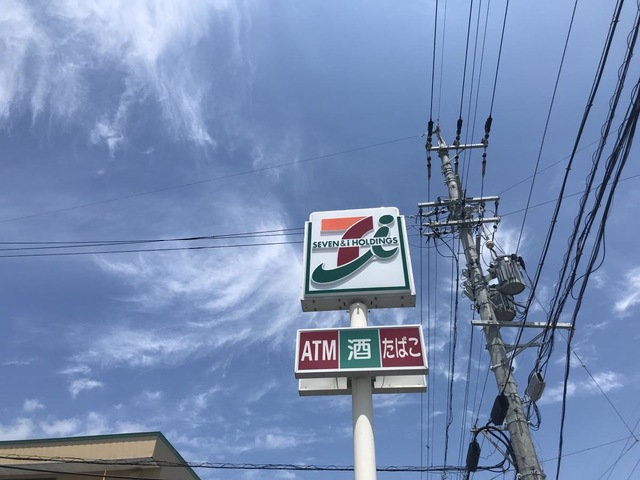 SEVEN & i HOLDINGS
ATM 酒 たばこ